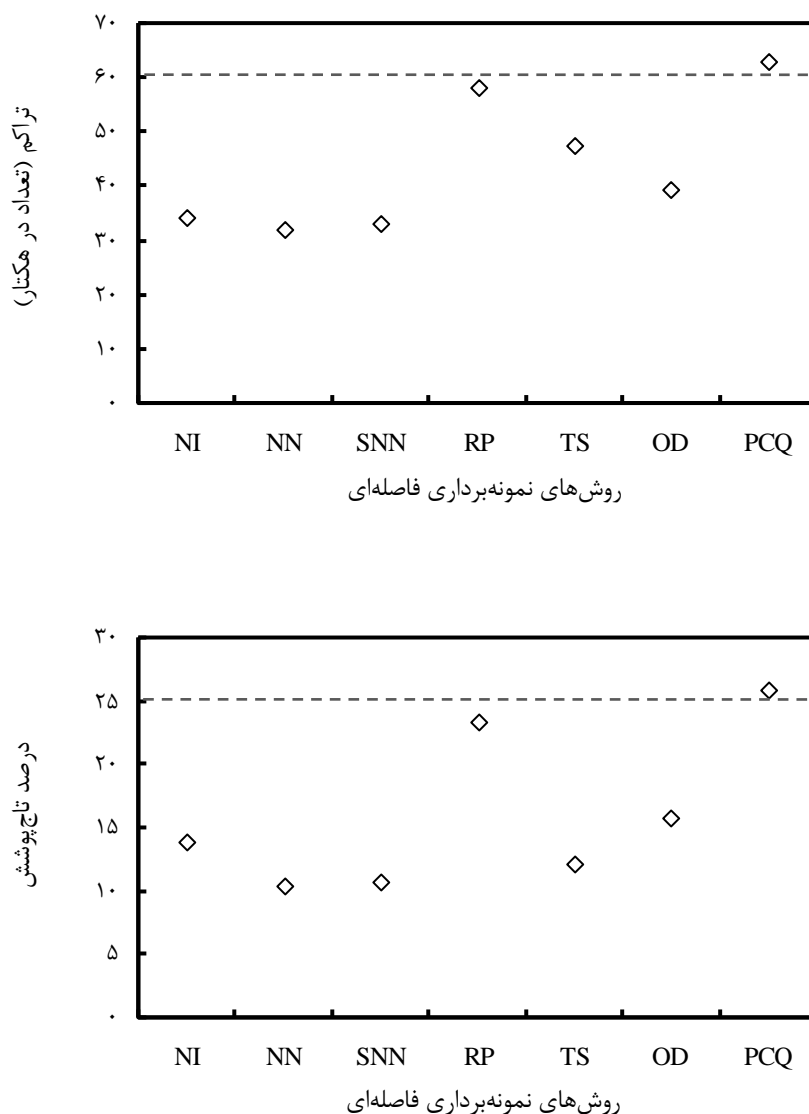 تراکم (تعداد در هکتار)
۷۰
۶۰
۵۰
۴۰
۳۰
۲۰
۱۰
۰
NI NN SNN RP TS OD PCQ
روش‌های نمونه‌برداری فاصله‌ای
درصد تاج‌پوشش
۳۰
۲۵
۲۰
۱۵
۱۰
۵
۰
NI NN SNN RP TS OD PCQ
روش‌های نمونه‌برداری فاصله‌ای